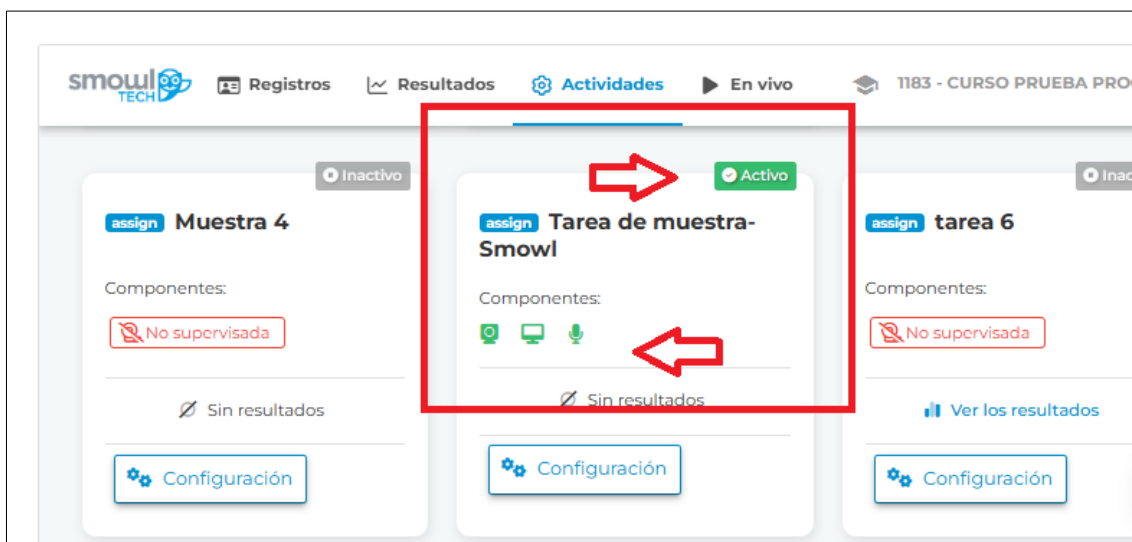 smowl
TECH
Registros
Resultados
Actividades
En vivo
1183 - CURSO PRUEBA PRO
Inactivo
assign Muestra 4
Componentes:
No supervisada
Sin resultados
Configuración
Activo
assign Tarea de muestra-
Smowl
Componentes:
Sin resultados
Configuración
Inac
assign tarea 6
Componentes:
No supervisada
Ver los resultados
Configuración